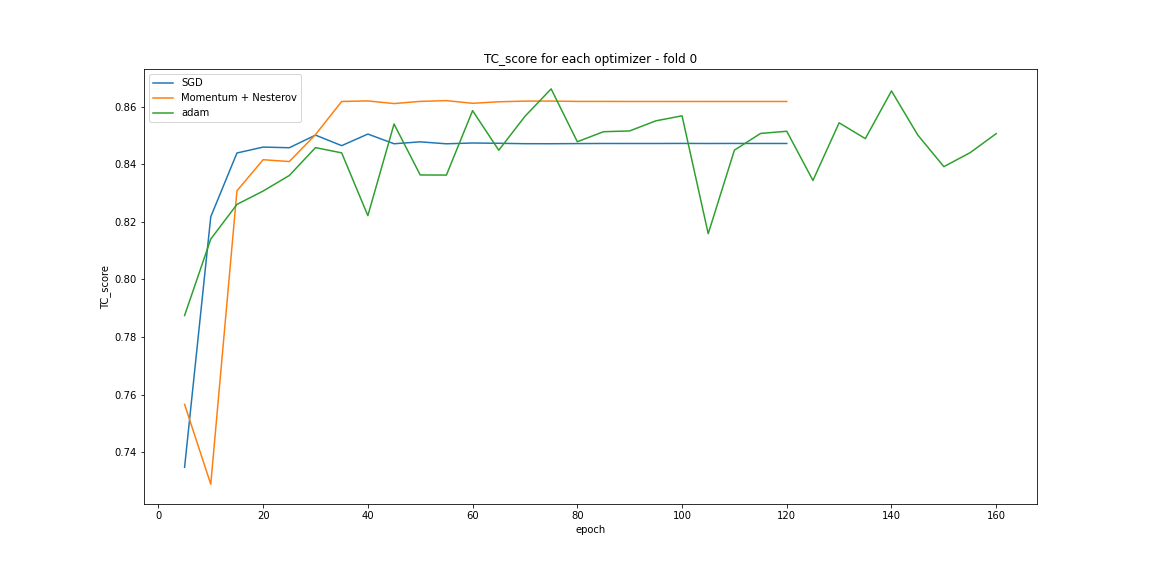 TC_score for each optimizer - fold 0
SGD
Momentum + Nesterov
adam
TC_score
0.86
0.84
0.82
0.80
0.78
0.76
0.74
0 20 40 60 80 100 120 140 160
epoch